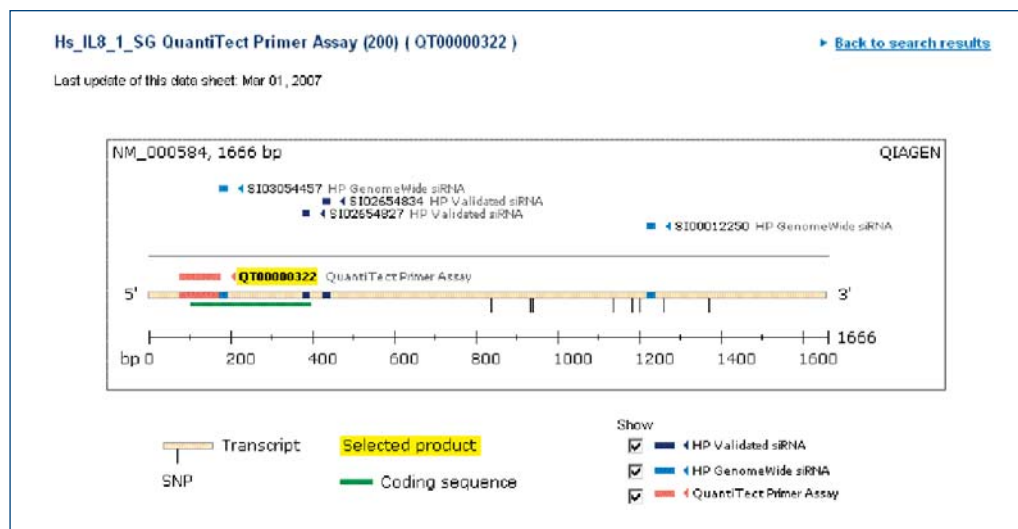 Hs_IL8_1_SG QuantiTect Primer Assay (200) ( QT00000322 )
Back to search results
Last update of this data sheet: Mar 01, 2007
NM_000584, 1666 bp
QIAGEN
SI03054457 HP GenomeWide siRNA
SI02654834 HP Validated siRNA
SI02654827 HP Validated siRNA
SI00012250 HP GenomeWide siRNA
QT00000322 QuantiTect Primer Assay
5' 3'
1666
bp 0 200 400 600 800 1000 1200 1400 1600
Show
Transcript Selected product HP Validated siRNA
SNP Coding sequence HP GenomeWide siRNA
QuantiTect Primer Assay